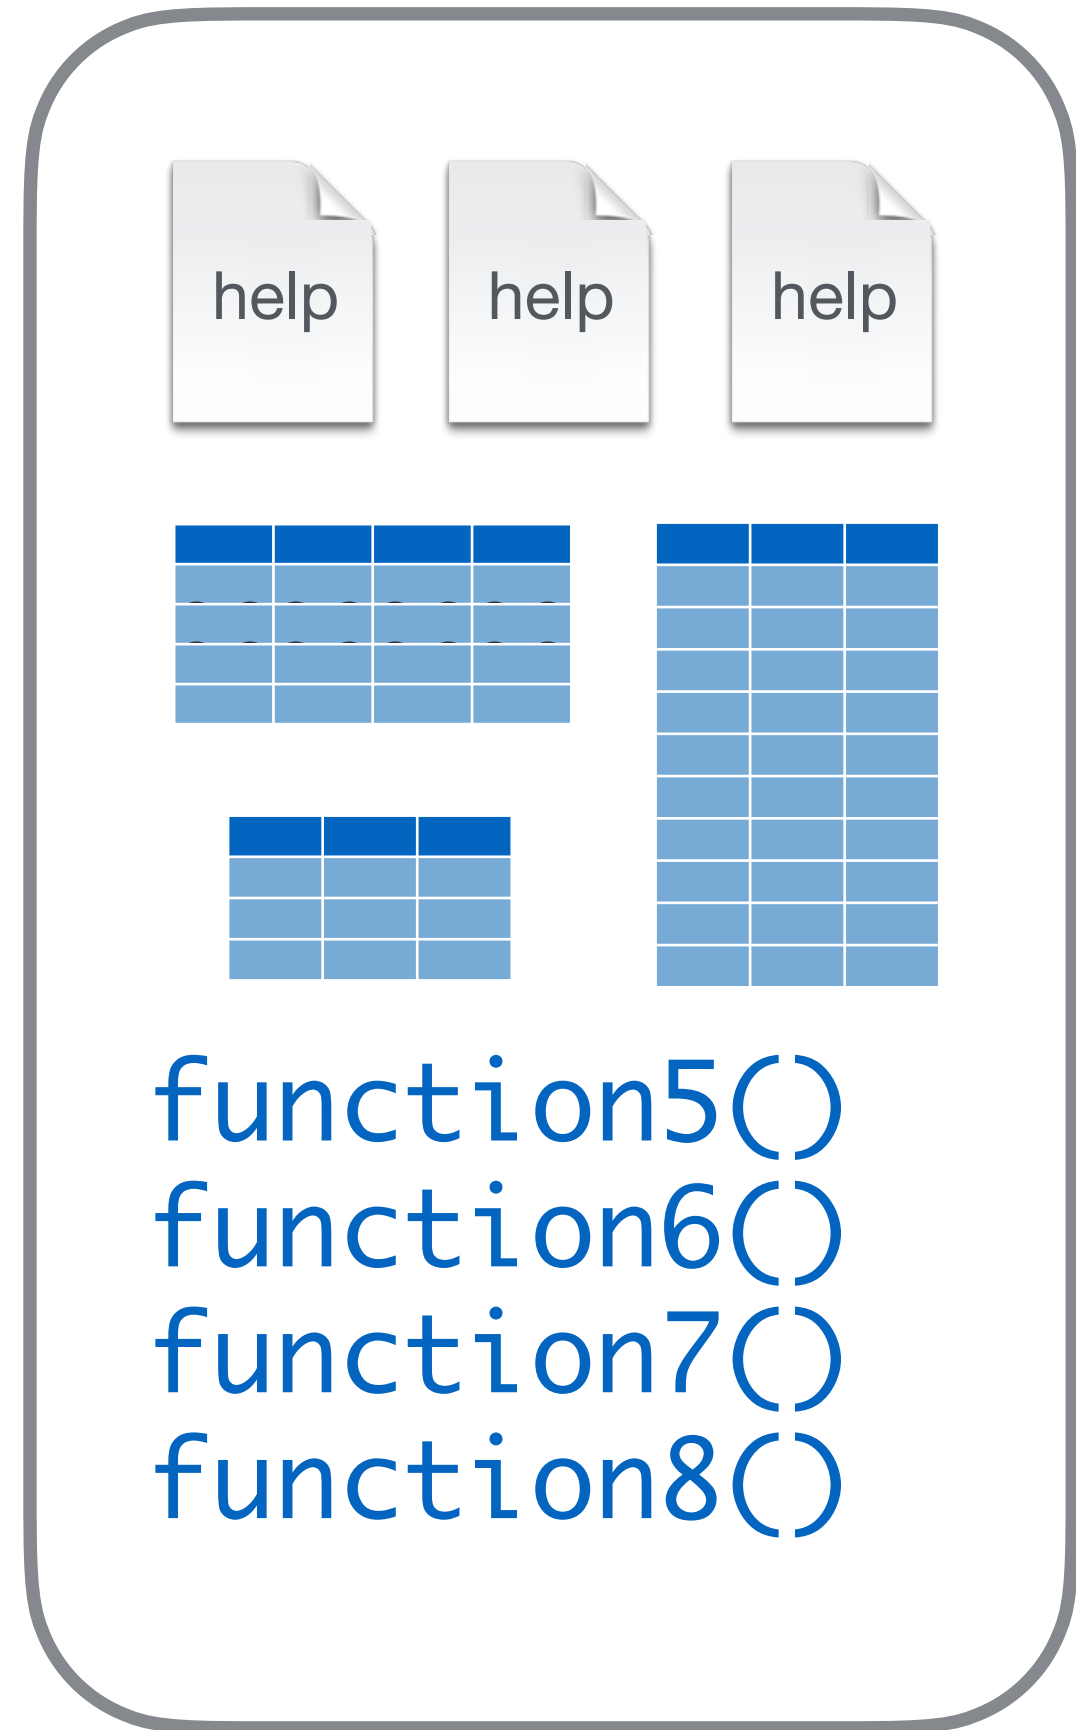 help help help
function5()
function6()
function7()
function8()